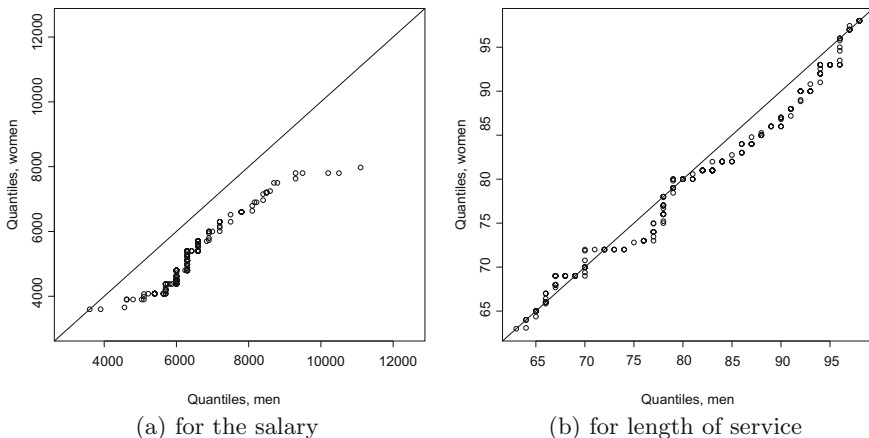 Quantiles, women
12000
10000
8000
6000
4000
4000 6000 8000 10000 12000
Quantiles, men
(a) for the salary
Quantiles, women
95
90
85
80
75
70
65
65 70 75 80 85 90 95
Quantiles, men
(b) for length of service